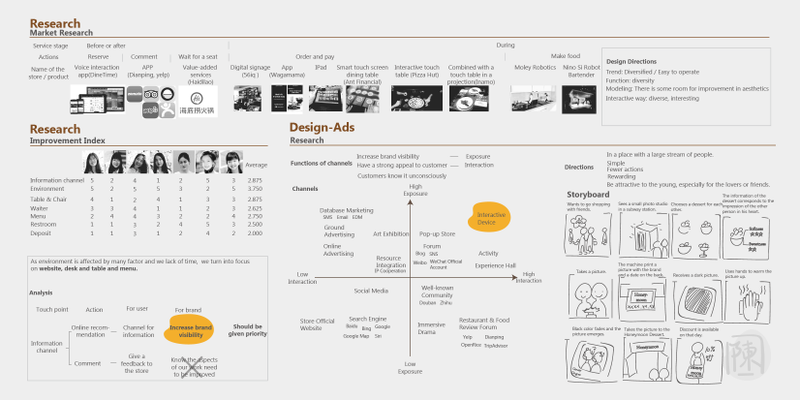 Research
Market Research
Service stage
Before or after
During
Actions
Reserve
Comment
Wait for a seat
Order and pay
Make food
Name of the
store / product
Voice interaction
app(DineTime)
APP
(Dianping, yelp)
Value-added
services
(Haidilao)
Digital signage
(56iq)
App
(Wagamama)
iPad
Smart touch screen
dining table
(Ant Financial)
Interactive touch
table (Pizza Hut)
Combined with a
touch table in a
projection(Inamo)
Moley Robotics
Nino Si Robot
Bartender
Design Directions
Trend: Diversified / Easy to operate
Function: diversity
Modeling: There is some room for improvement in aesthetics
Interactive way: diverse, interesting
海底捞火锅
Research
Improvement Index
Average
Information channel 5 2 4 1 2 5 3 2.875
Environment 5 2 5 5 3 2 5 3.750
Table & Chair 4 1 2 4 1 3 3 2.875
Waiter 3 3 4 1 1 2 3 2.625
Menu 2 4 4 3 2 2 4 2.750
Restroom 1 1 3 2 4 5 3 2.500
Deposit 1 1 3 1 2 4 2 2.000
As environment is affected by many factor and we lack of time, we turn into focus
on website, desk and table and menu.
Analysis
Touch point
Action
For user
For brand
Information
channel
Online recom-
mendation
Channel for
information
Increase brand
visibility
Should be
given priority
Comment
Give a
feedback to
the store
Know the aspects
of our work need
to be improved
Design-Ads
Research
Functions of channels
Increase brand visibility — Exposure
Have a strong appeal to customer — Interaction
Customers know it unconsciously
Channels
High
Exposure
Database Marketing
SMS Email EDM
Interactive
Device
Ground
Advertising
Art Exhibition
Pop-up Store
Online
Advertising
Forum
Blog SNS
Weibo WeChat Official
Account
Activity
Resource
Integration
IP Cooperation
Experience Hall
Low
Interaction
High
Interaction
Social Media
Well-known
Community
Douban Zhihu
Store Official
Website
Search Engine
Baidu Bing Google
Google Map Siri
Immersive
Drama
Restaurant & Food
Review Forum
Yelp Dianping
OpenRice TripAdvisor
Low
Exposure
Directions
In a place with a large stream of people.
Simple
Fewer actions
Rewarding
Be attractive to the young, especially for the lovers or friends.
Storyboard
Wants to go shopping
with friends.
Sees a small photo studio
in a subway station.
Choose a dessert for each
other.
The information of the
dessert corresponds to the
impression of the other
person in his heart.
Takes a picture.
The machine print a
picture with the brand
and a date on the back.
Receives a dark picture.
Uses hands to warm the
picture up.
Black color fades and the
picture emerges.
Takes the picture to the
Honeymoon Dessert.
Discount is available
on that day.
陳